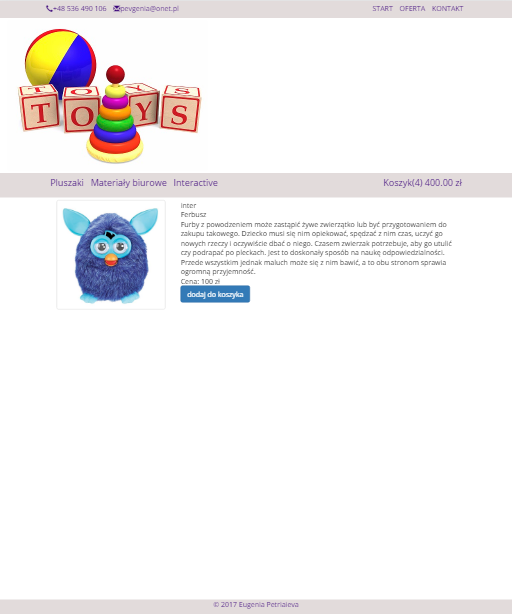 +48 536 490 106 pevgenia@onet.pl START OFERTA KONTAKT
T O Y S
T O Y S
Pluszaki Materiały biurowe Interactive Koszyk(4) 400.00 zł
Inter
Ferbusz
Furby z powodzeniem może zastąpić żywe zwierzątko lub być przygotowaniem do
zakupu takowego. Dziecko musi się nim opiekować, spędzać z nim czas, uczyć go
nowych rzeczy i oczywiście dbać o niego. Czasem zwierzak potrzebuje, aby go utulić
czy podrapać po pleckach. Jest to doskonały sposób na naukę odpowiedzialności.
Przede wszystkim jednak maluch może się z nim bawić, a to obu stronom sprawia
ogromną przyjemność.
Cena: 100 zł
dodaj do koszyka
© 2017 Eugenia Petriaieva